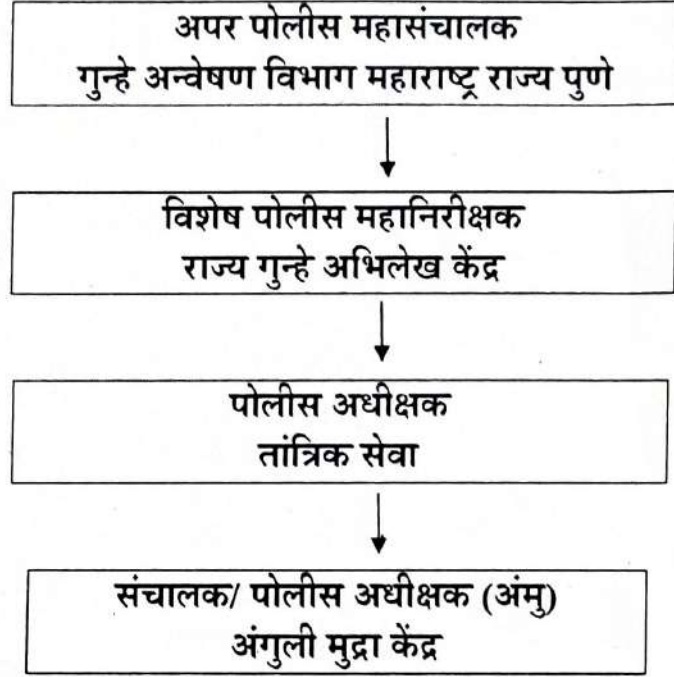 अपर पोलीस महासंचालक
गुन्हे अन्वेषण विभाग महाराष्ट्र राज्य पुणे
विशेष पोलीस महानिरीक्षक
राज्य गुन्हे अभिलेख केंद्र
पोलीस अधीक्षक
तांत्रिक सेवा
संचालक/ पोलीस अधीक्षक (अंमु)
अंगुली मुद्रा केंद्र